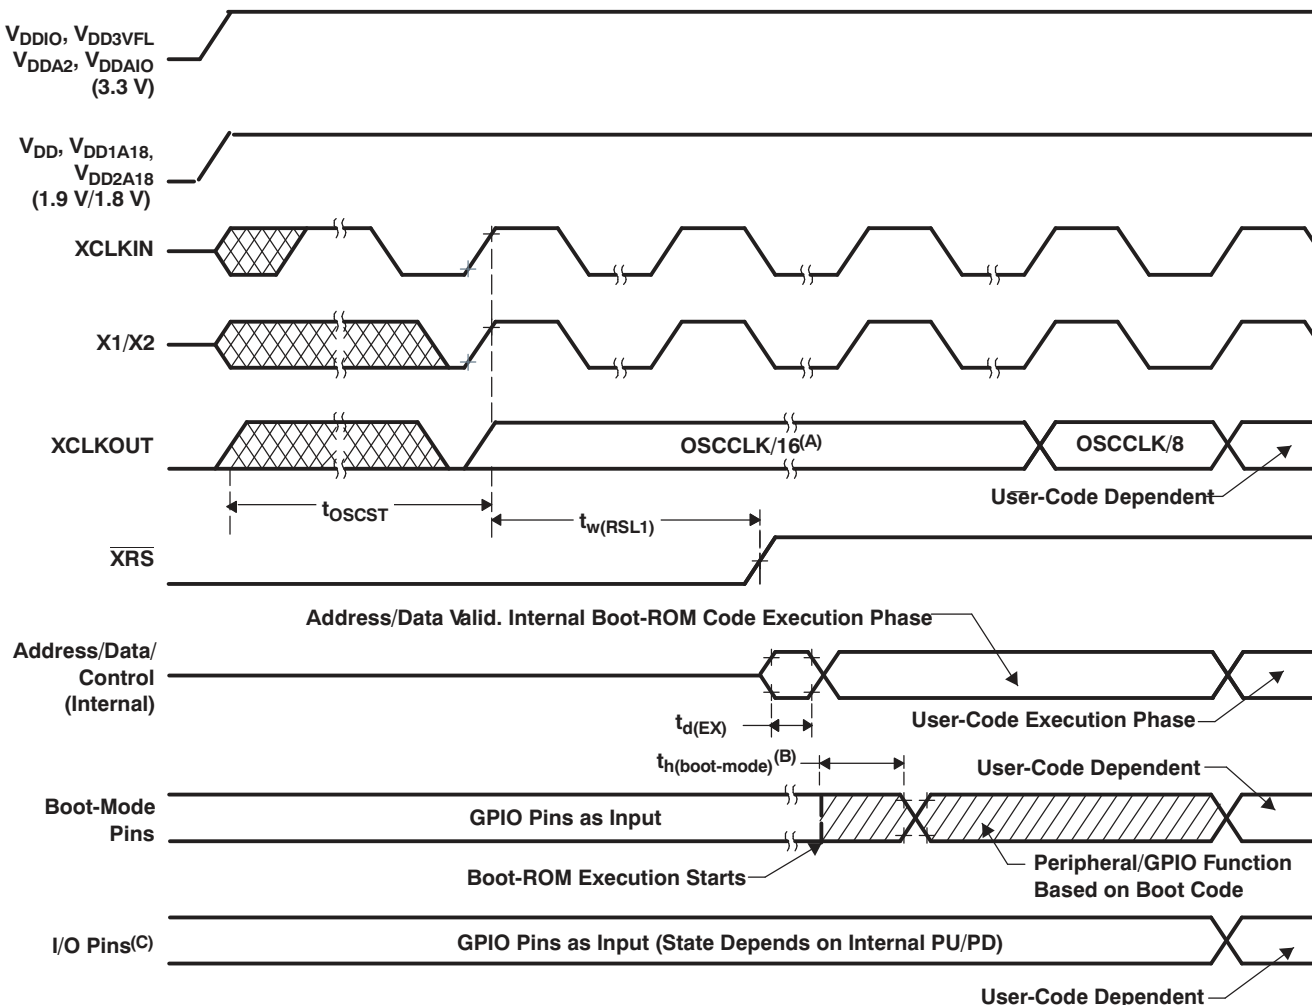 VDDIO, VDD3VFL
VDDA2, VDDAIO
(3.3 V)
VDD, VDD1A18,
VDD2A18
(1.9 V/1.8 V)
XCLKIN
X1/X2
XCLKOUT
OSCCLK/16(A)
OSCCLK/8
User-Code Dependent
tOSCST
tw(RSL1)
XRS
Address/Data Valid. Internal Boot-ROM Code Execution Phase
Address/Data/
Control
(Internal)
td(EX)
User-Code Execution Phase
th(boot-mode)(B)
User-Code Dependent
Boot-Mode
Pins
GPIO Pins as Input
Boot-ROM Execution Starts
Peripheral/GPIO Function
Based on Boot Code
I/O Pins(C)
GPIO Pins as Input (State Depends on Internal PU/PD)
User-Code Dependent